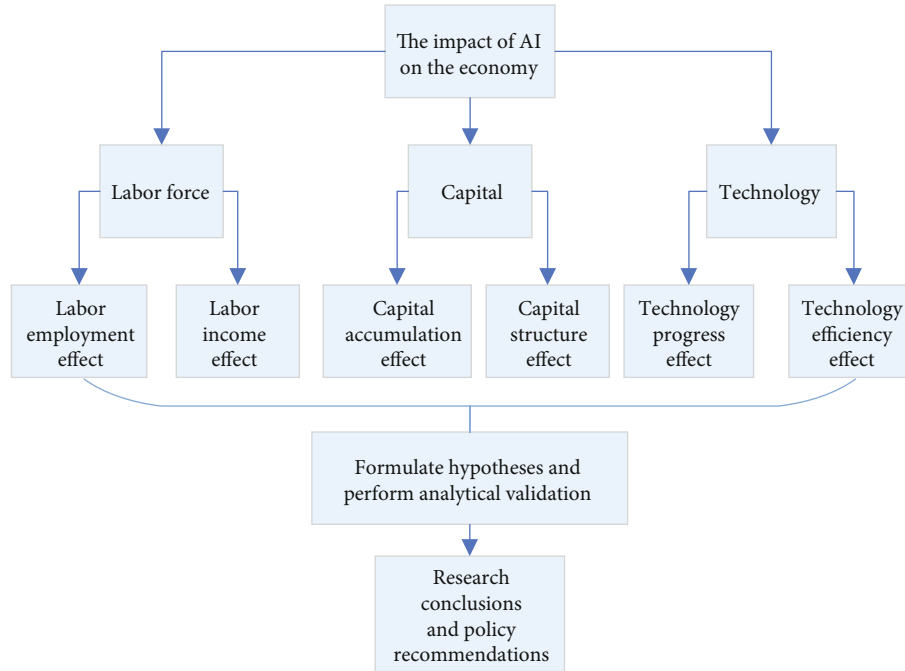 The impact of AI
on the economy
Labor force
Capital
Technology
Labor
employment
effect
Labor
income
effect
Capital
accumulation
effect
Capital
structure
effect
Technology
progress
effect
Technology
efficiency
effect
Formulate hypotheses and
perform analytical validation
Research
conclusions
and policy
recommendations